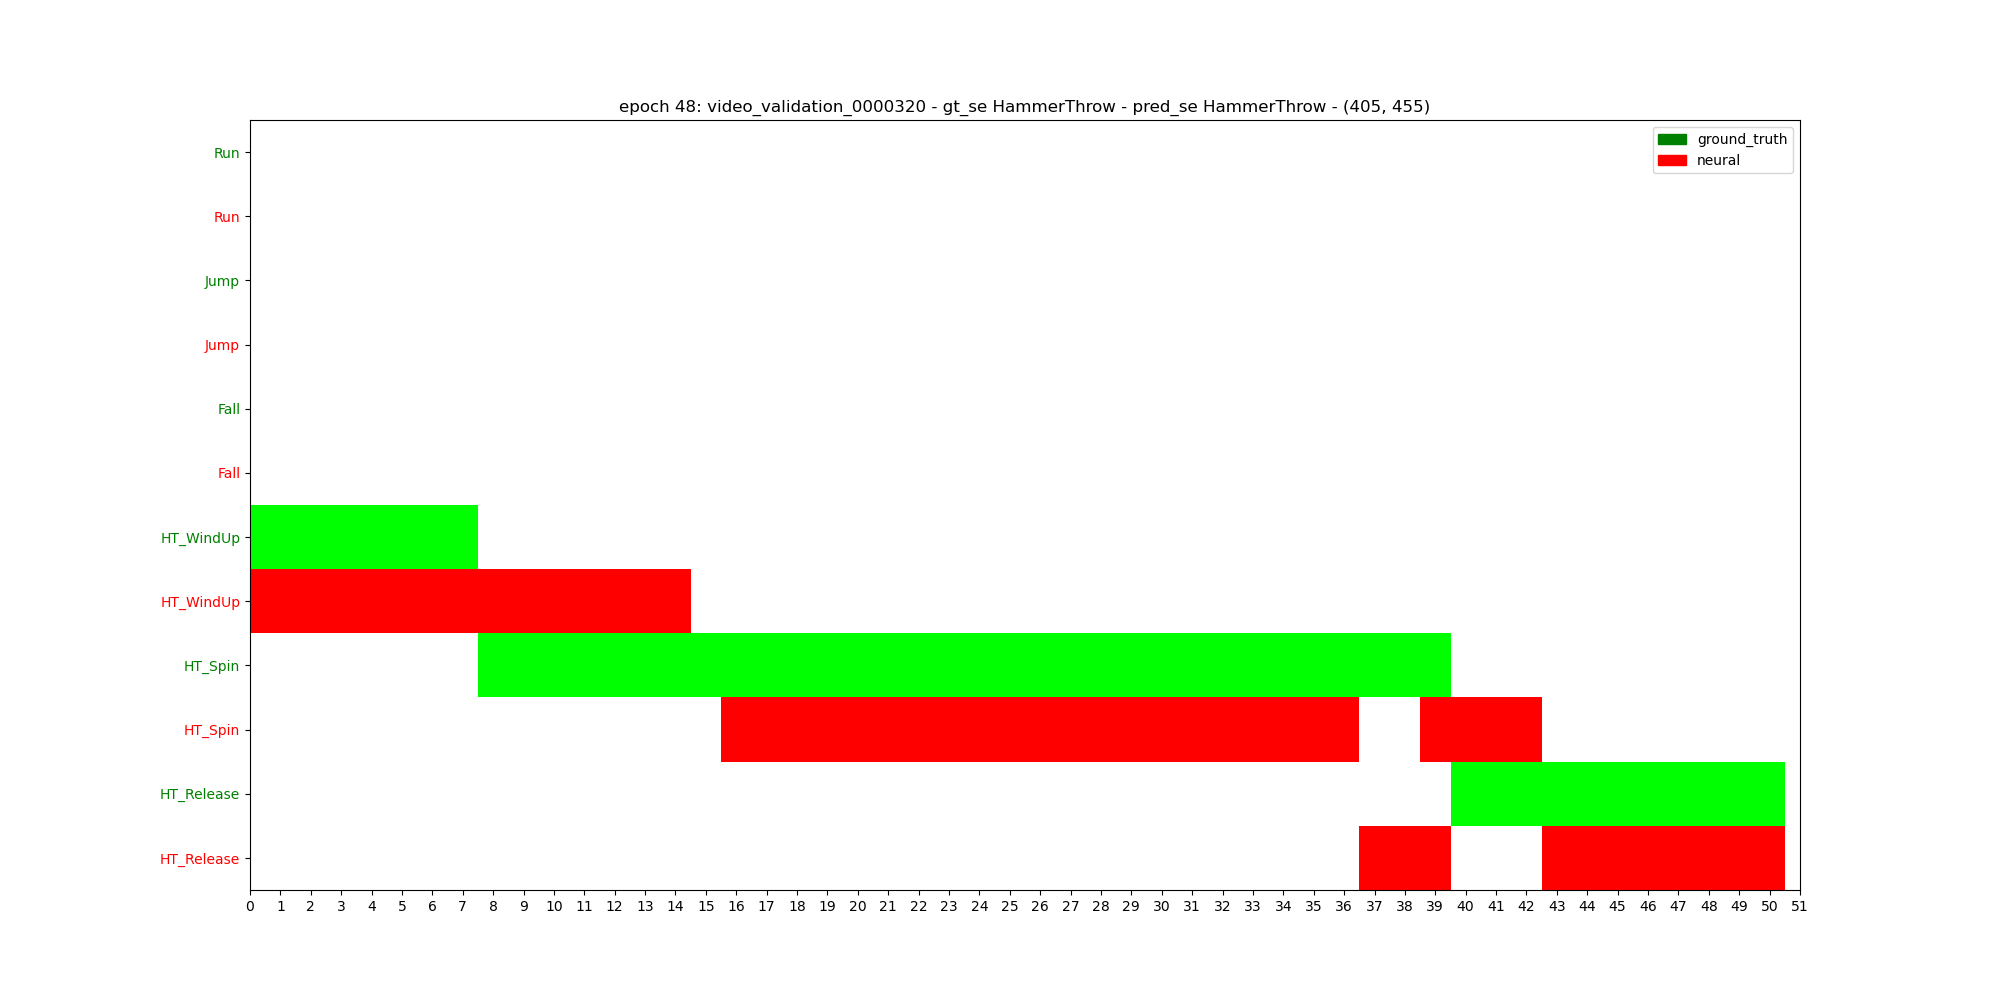 epoch 48: video_validation_0000320 - gt_se HammerThrow - pred_se HammerThrow - (405, 455)
ground_truth
neural
Run
Run
Jump
Jump
Fall
Fall
HT_WindUp
HT_WindUp
HT_Spin
HT_Spin
HT_Release
HT_Release
0 1 2 3 4 5 6 7 8 9 10 11 12 13 14 15 16 17 18 19 20 21 22 23 24 25 26 27 28 29 30 31 32 33 34 35 36 37 38 39 40 41 42 43 44 45 46 47 48 49 50 51